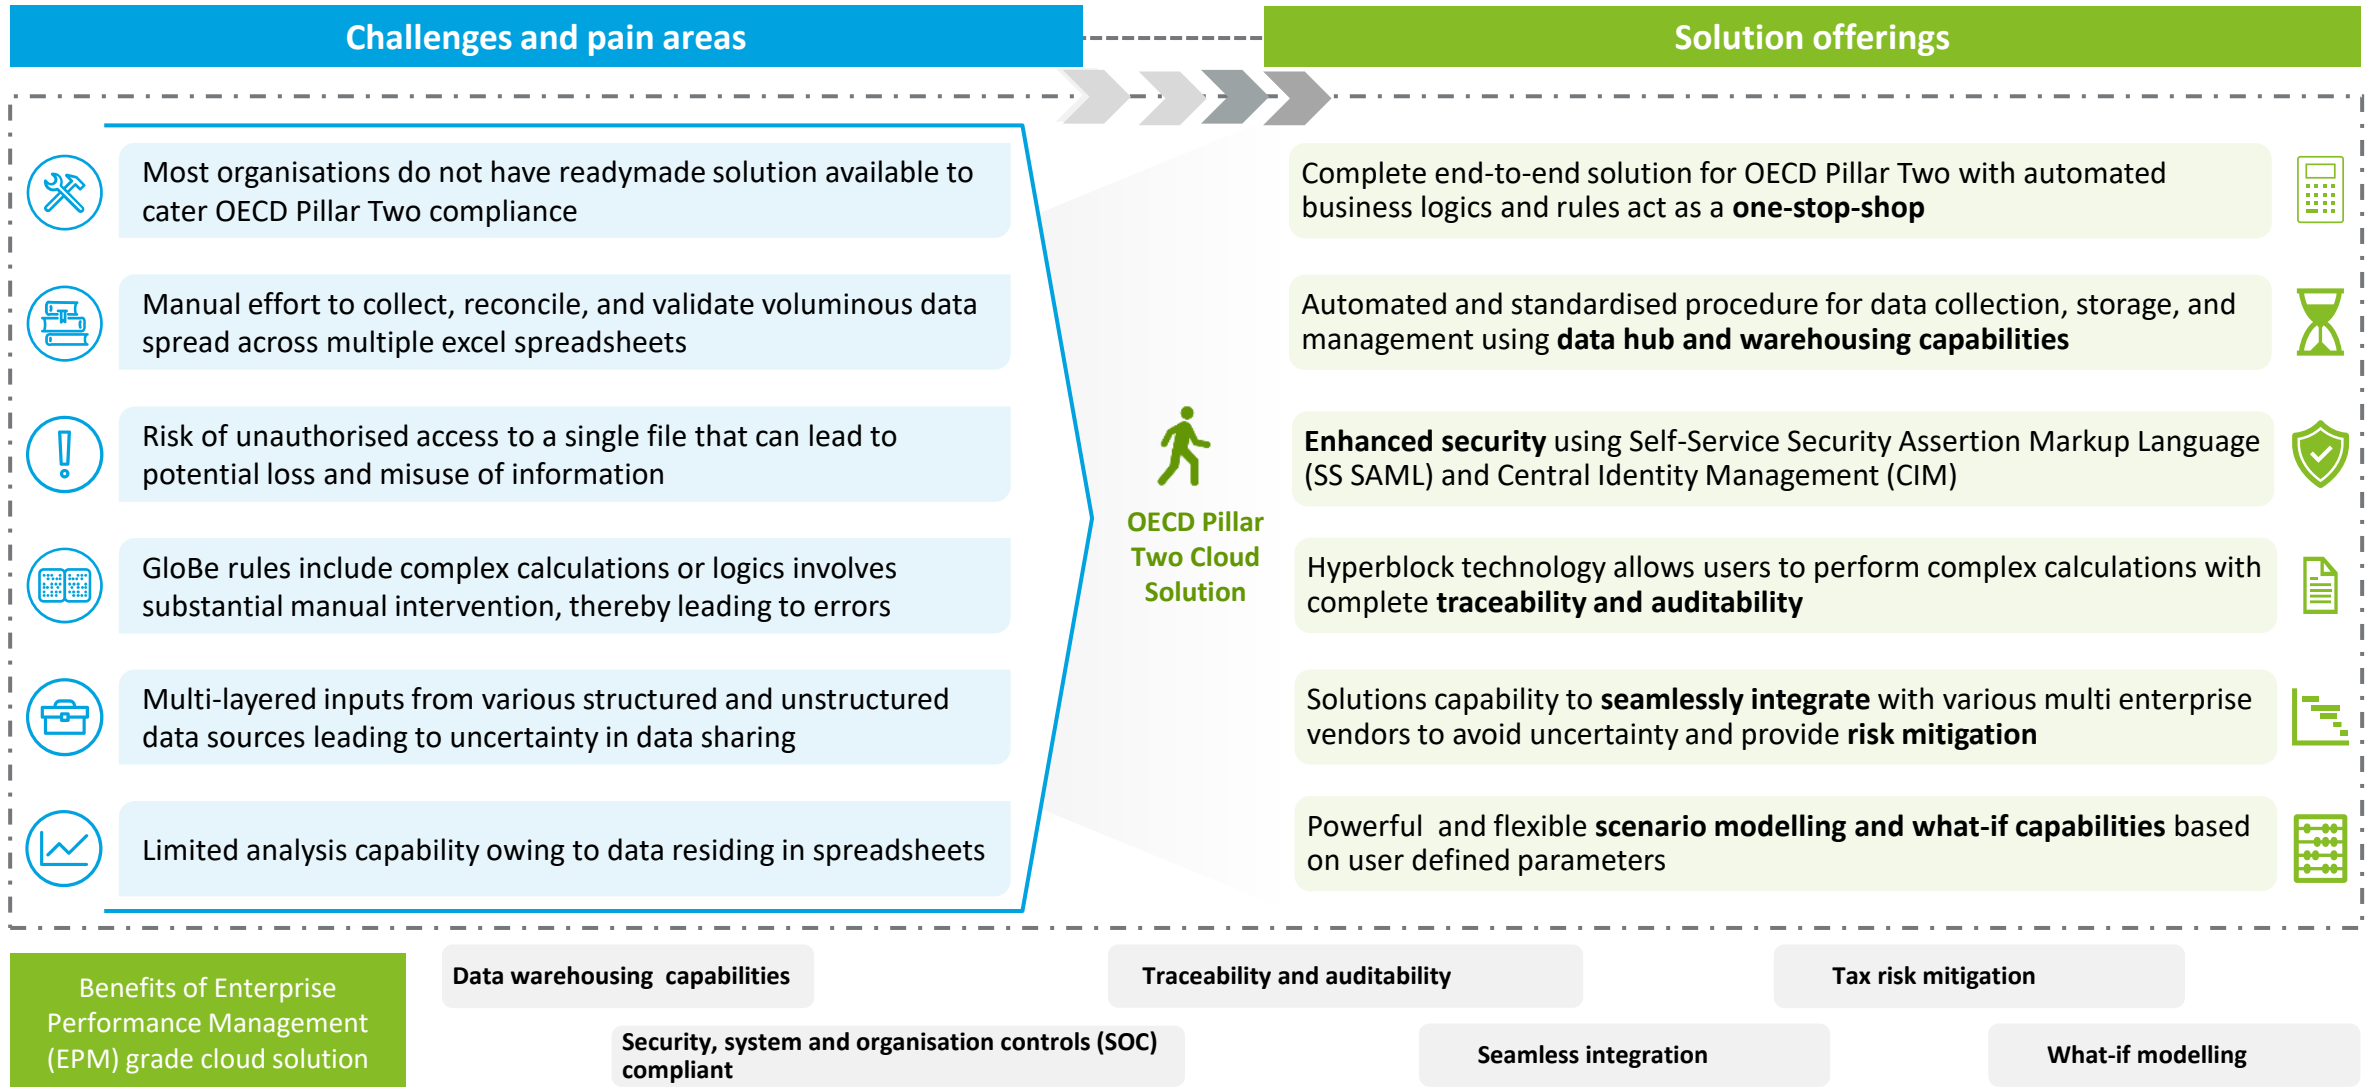 Challenges and pain areas
Solution offerings
Most organisations do not have readymade solution available to
cater OECD Pillar Two compliance
Manual effort to collect, reconcile, and validate voluminous data
spread across multiple excel spreadsheets
Risk of unauthorised access to a single file that can lead to
potential loss and misuse of information
GloBe rules include complex calculations or logics involves
substantial manual intervention, thereby leading to errors
Multi-layered inputs from various structured and unstructured
data sources leading to uncertainty in data sharing
Limited analysis capability owing to data residing in spreadsheets
OECD Pillar
Two Cloud
Solution
Complete end-to-end solution for OECD Pillar Two with automated
business logics and rules act as a one-stop-shop
Automated and standardised procedure for data collection, storage, and
management using data hub and warehousing capabilities
Enhanced security using Self-Service Security Assertion Markup Language
(SS SAML) and Central Identity Management (CIM)
Hyperblock technology allows users to perform complex calculations with
complete traceability and auditability
Solutions capability to seamlessly integrate with various multi enterprise
vendors to avoid uncertainty and provide risk mitigation
Powerful  and flexible scenario modelling and what-if capabilities based
on user defined parameters
Benefits of Enterprise
Performance Management
(EPM) grade cloud solution
Data warehousing  capabilities
Traceability and auditability
Tax risk mitigation
Security, system and organisation controls (SOC)
compliant
Seamless integration
What-if modelling